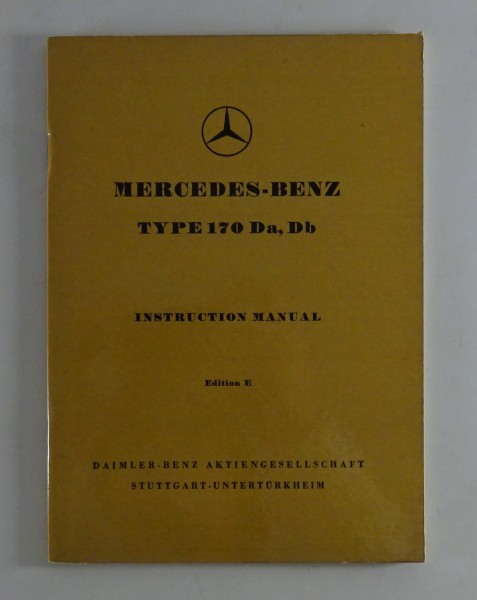 MERCEDES-BENZ
TYPE 170 Da, Db
INSTRUCTION MANUAL
Edition E
DAIMLER-BENZ AKTIENGESELLSCHAFT
STUTTGART-UNTERTÜRKHEIM